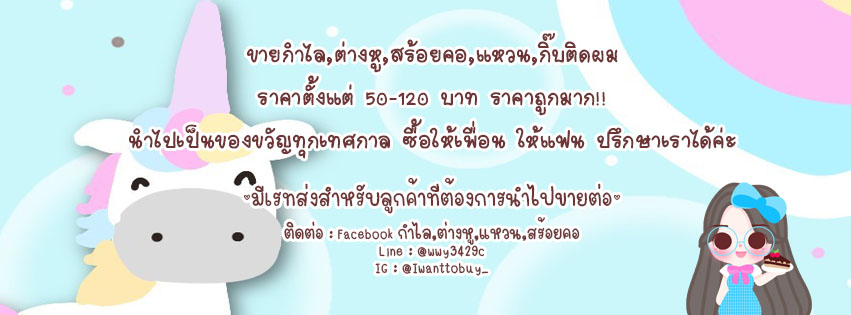 ขายกำไล,ต่างหู,สร้อยคอ,แหวน,กิ๊บติดผม
ราคาตั้งแต่ 50-120 บาท ราคาถูกมาก!!
นำไปเป็นของขวัญทุกเทศกาล ซื้อให้เพื่อน ให้แฟน ปรึกษาเราได้ค่ะ
♥มีเรทส่งสำหรับลูกค้าที่ต้องการนำไปขายต่อ♥
ติดต่อ : Facebook กำไล,ต่างหู,แหวน,สร้อยคอ
Line : @wwy3429c
IG : @Iwanttobuy_